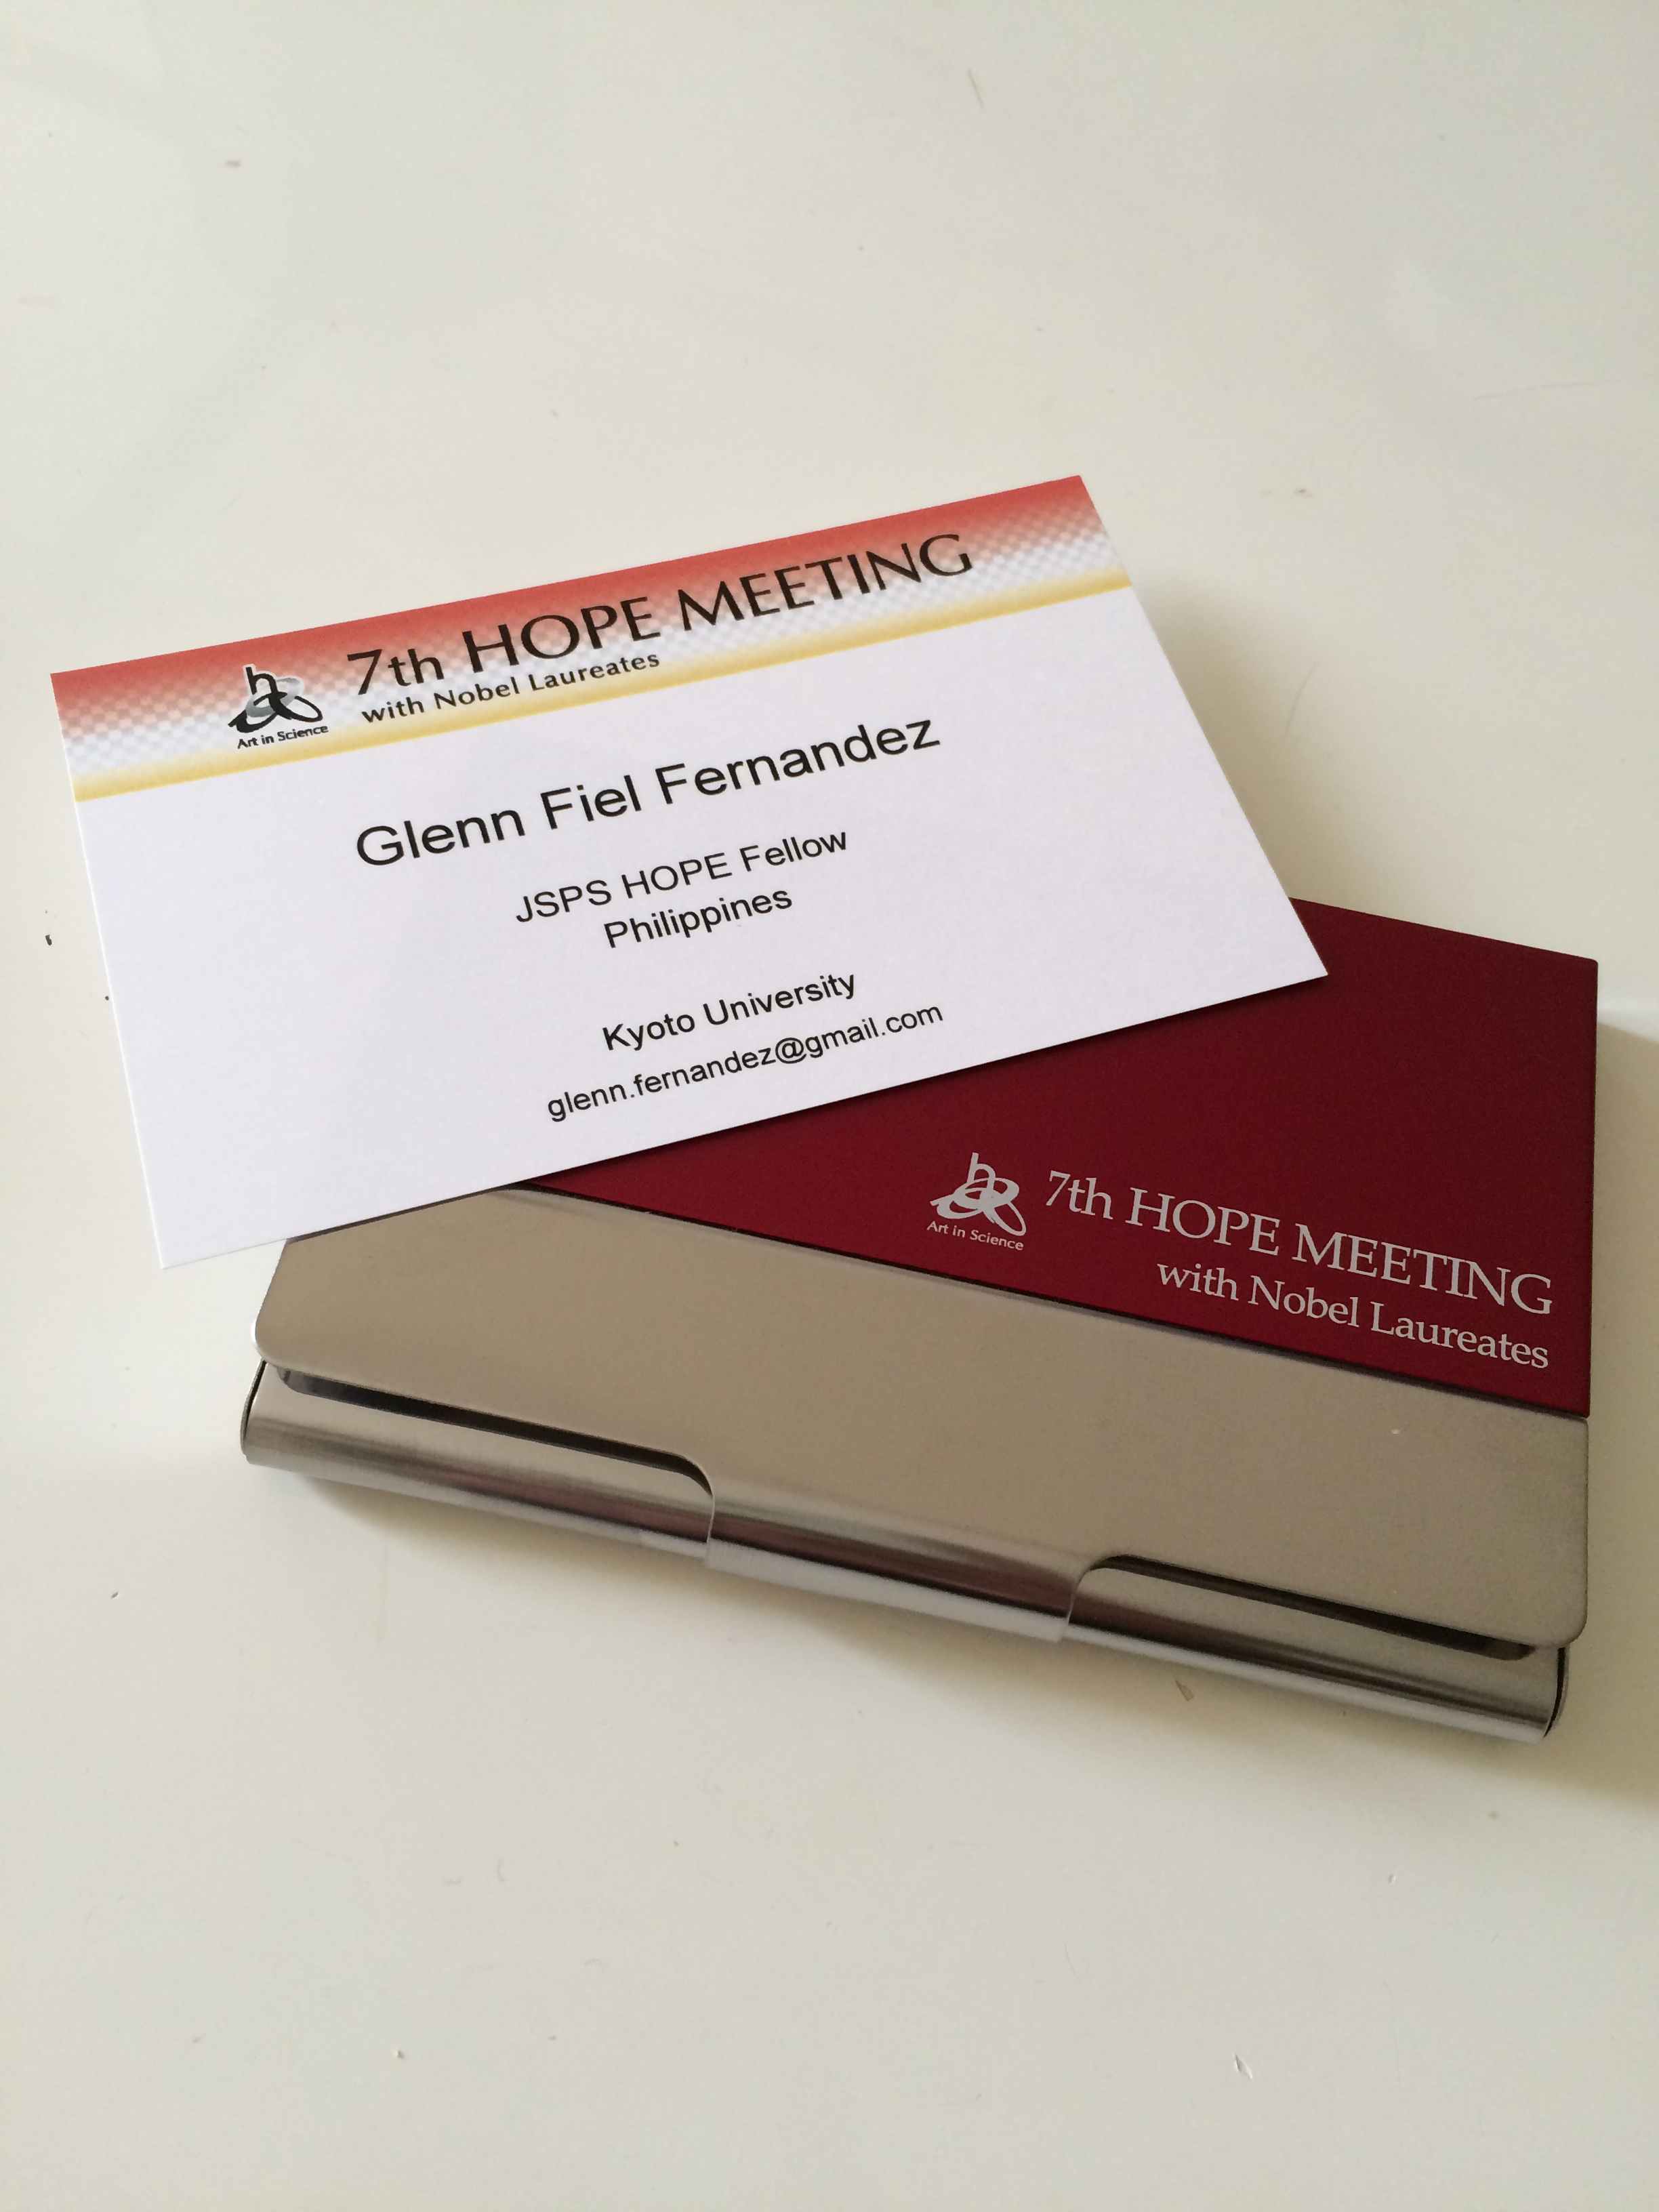 7th HOPE MEETING
with Nobel Laureates
Art in Science
Glenn Fiel Fernandez
JSPS HOPE Fellow
Philippines
Kyoto University
glenn.fernandez@gmail.com
7th HOPE MEETING
with Nobel Laureates
Art in Science